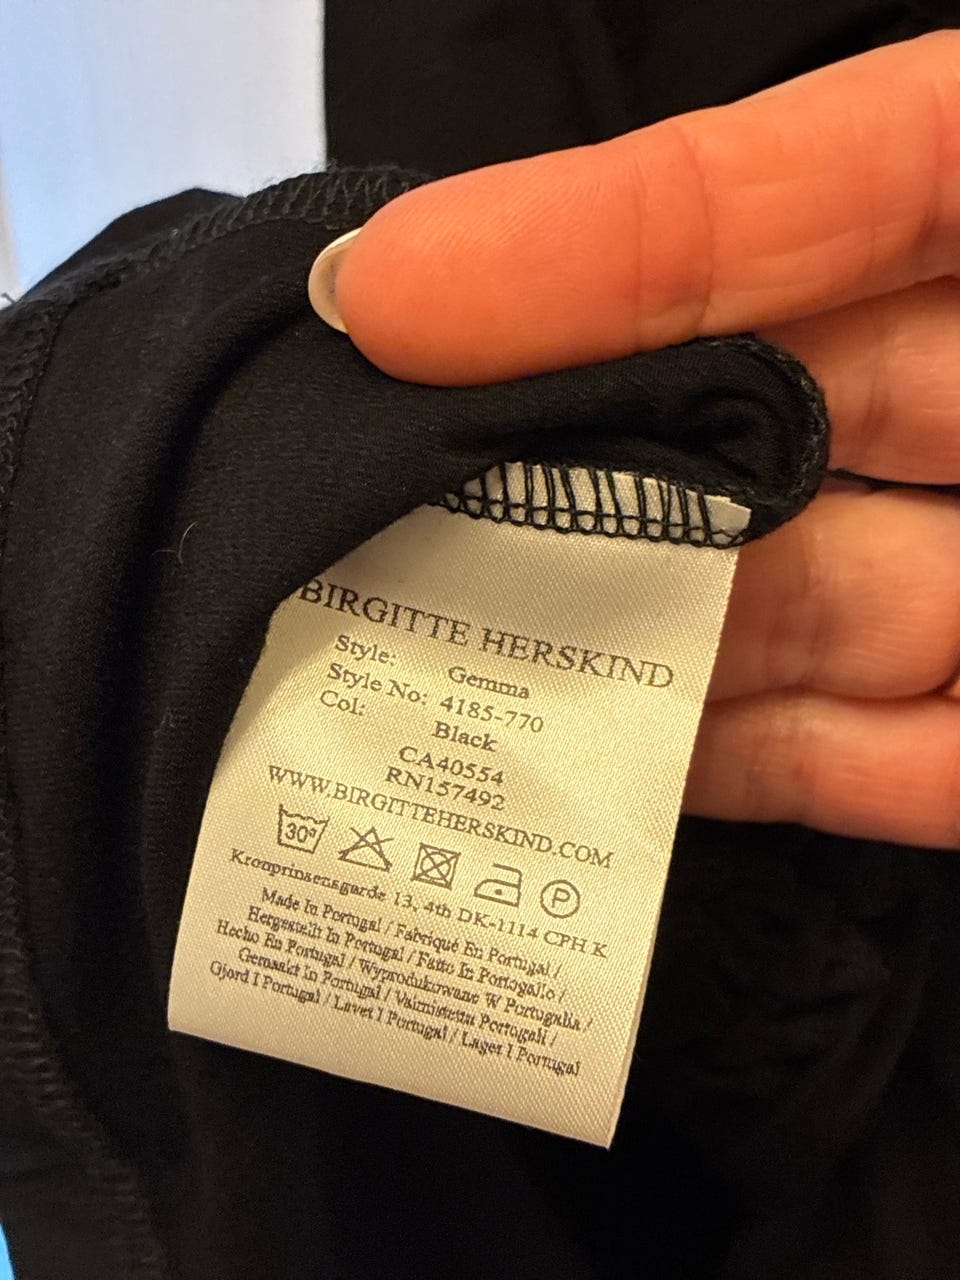 BIRGITTE HERSKIND
Style: Gemma
Style No: 4185-770
Col: Black
CA40554
RN157492
WWW.BIRGITTEHERSKIND.COM
30°
P
Kronprinsensgarde 13, 4th DK-1114 CPH K
Made In Portugal / Fabriqué En Portugal /
Hergestellt In Portugal / Fatto In Portogallo /
Hecho En Portugal / Wyprodukowane W Portugalia /
Gemaakt In Portugal / Valmistettu Portugali /
Gjord I Portugal / Lavet I Portugal / Laget I Portugal